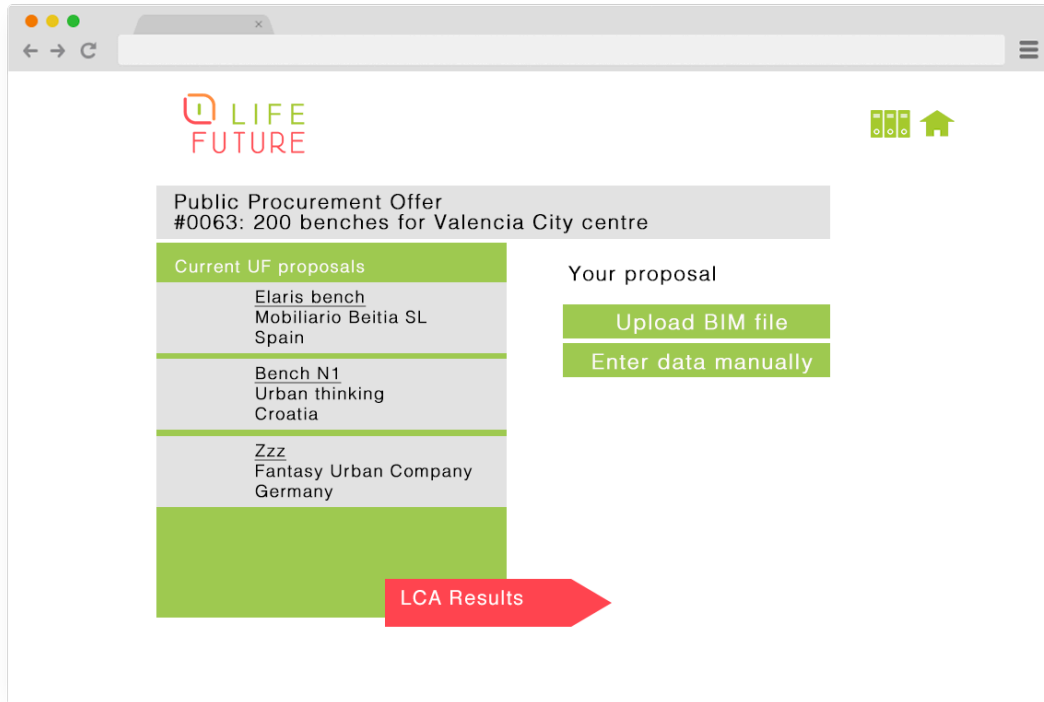 LIFE
FUTURE
Public Procurement Offer
#0063: 200 benches for Valencia City centre
Current UF proposals
Elaris bench
Mobiliario Beitia SL
Spain
Bench N1
Urban thinking
Croatia
Zzz
Fantasy Urban Company
Germany
Your proposal
Upload BIM file
Enter data manually
LCA Results